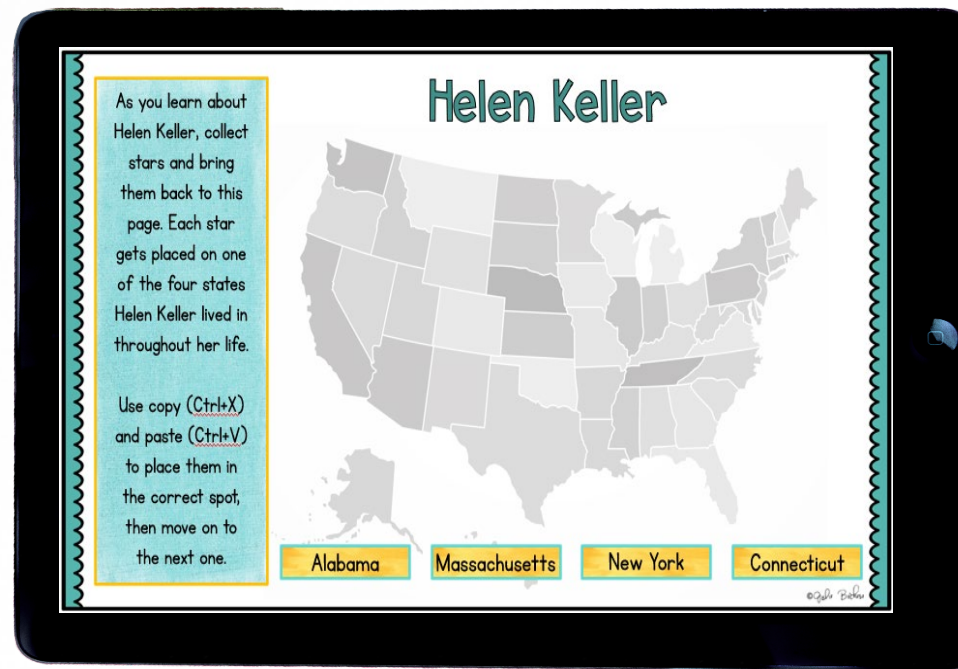 Helen Keller
As you learn about
Helen Keller, collect
stars and bring
them back to this
page. Each star
gets placed on one
of the four states
Helen Keller lived in
throughout her life.
Use copy (Ctrl+X)
and paste (Ctrl+V)
to place them in
the correct spot,
then move on to
the next one.
Alabama
Massachusetts
New York
Connecticut